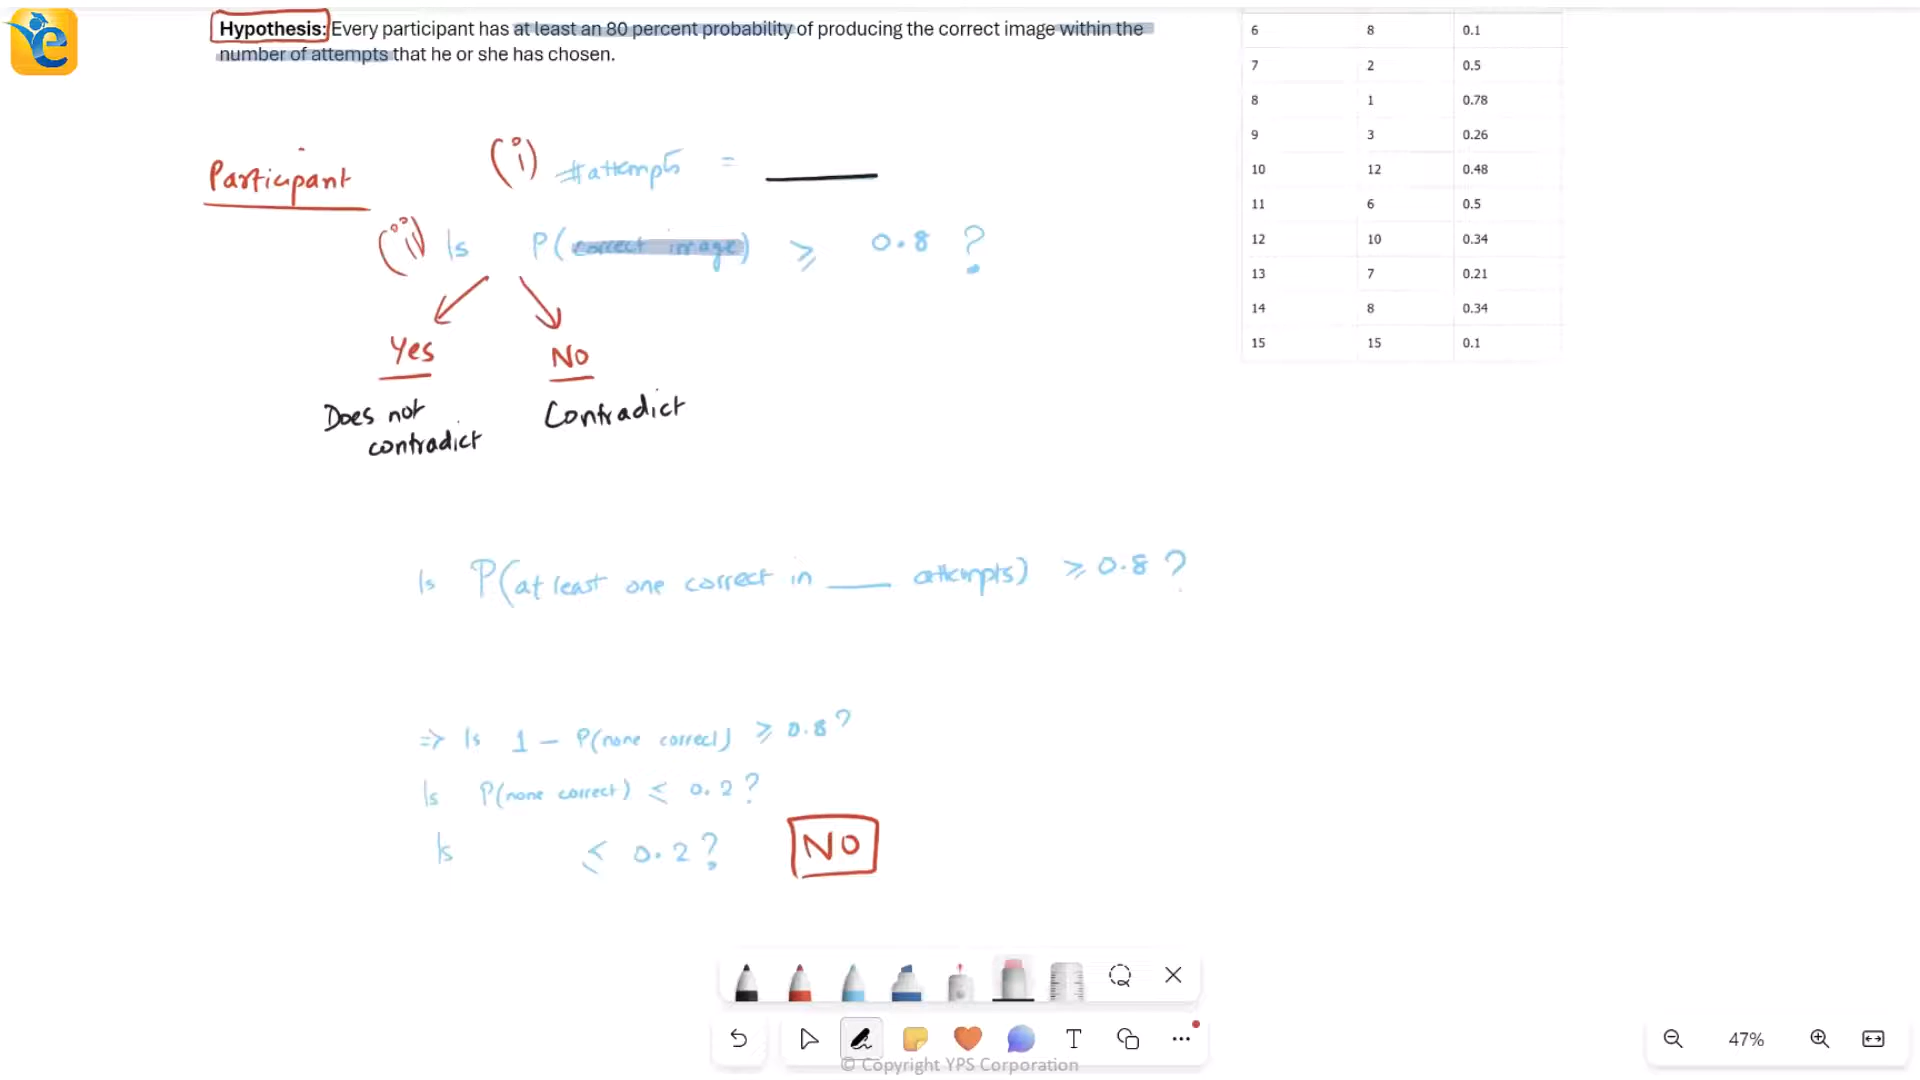 Hypothesis: Every participant has at least an 80 percent probability of producing the correct image within the
number of attempts that he or she has chosen.
6 8 0.1
7 2 0.5
8 1 0.78
9 3 0.26
10 12 0.48
11 6 0.5
12 10 0.34
13 7 0.21
14 8 0.34
15 15 0.1
Participant
(i) #attempts = ____
(ii) Is P(correct image) ⩾ 0.8 ?
Yes No
Does not
contradict
Contradict
Is P(at least one correct in ___ attempts) ⩾ 0.8 ?
⇒ Is 1 - P(none correct) ⩾ 0.8?
Is P(none correct) ⩽ 0.2?
Is ⩽ 0.2? NO
T
47%
© Copyright YPS Corporation